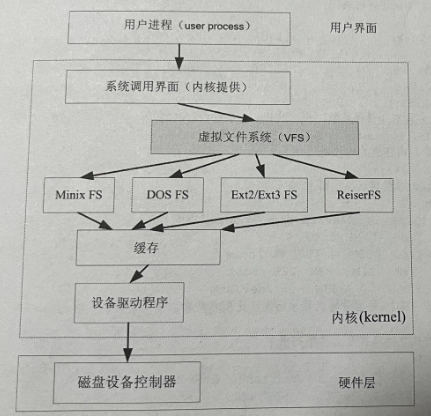 用户进程（user process）
用户界面
系统调用界面（内核提供）
虚拟文件系统（VFS）
Minix FS
DOS FS
Ext2/Ext3 FS
ReiserFS
缓存
设备驱动程序
内核(kernel)
磁盘设备控制器
硬件层